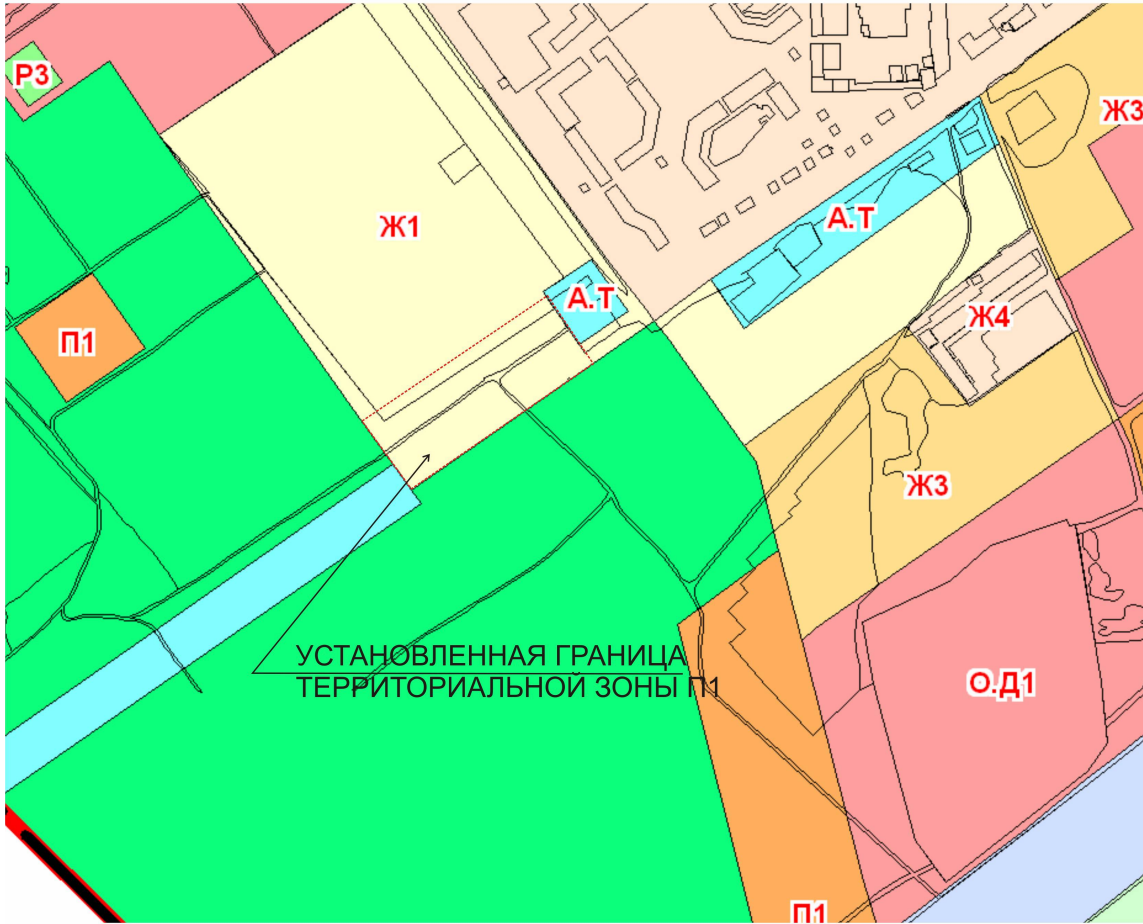 Р3
Ж3
Ж1
А.Т
А.Т
Ж4
П1
Ж3
УСТАНОВЛЕННАЯ ГРАНИЦА
ТЕРРИТОРИАЛЬНОЙ ЗОНЫ П1
О.Д1
П1